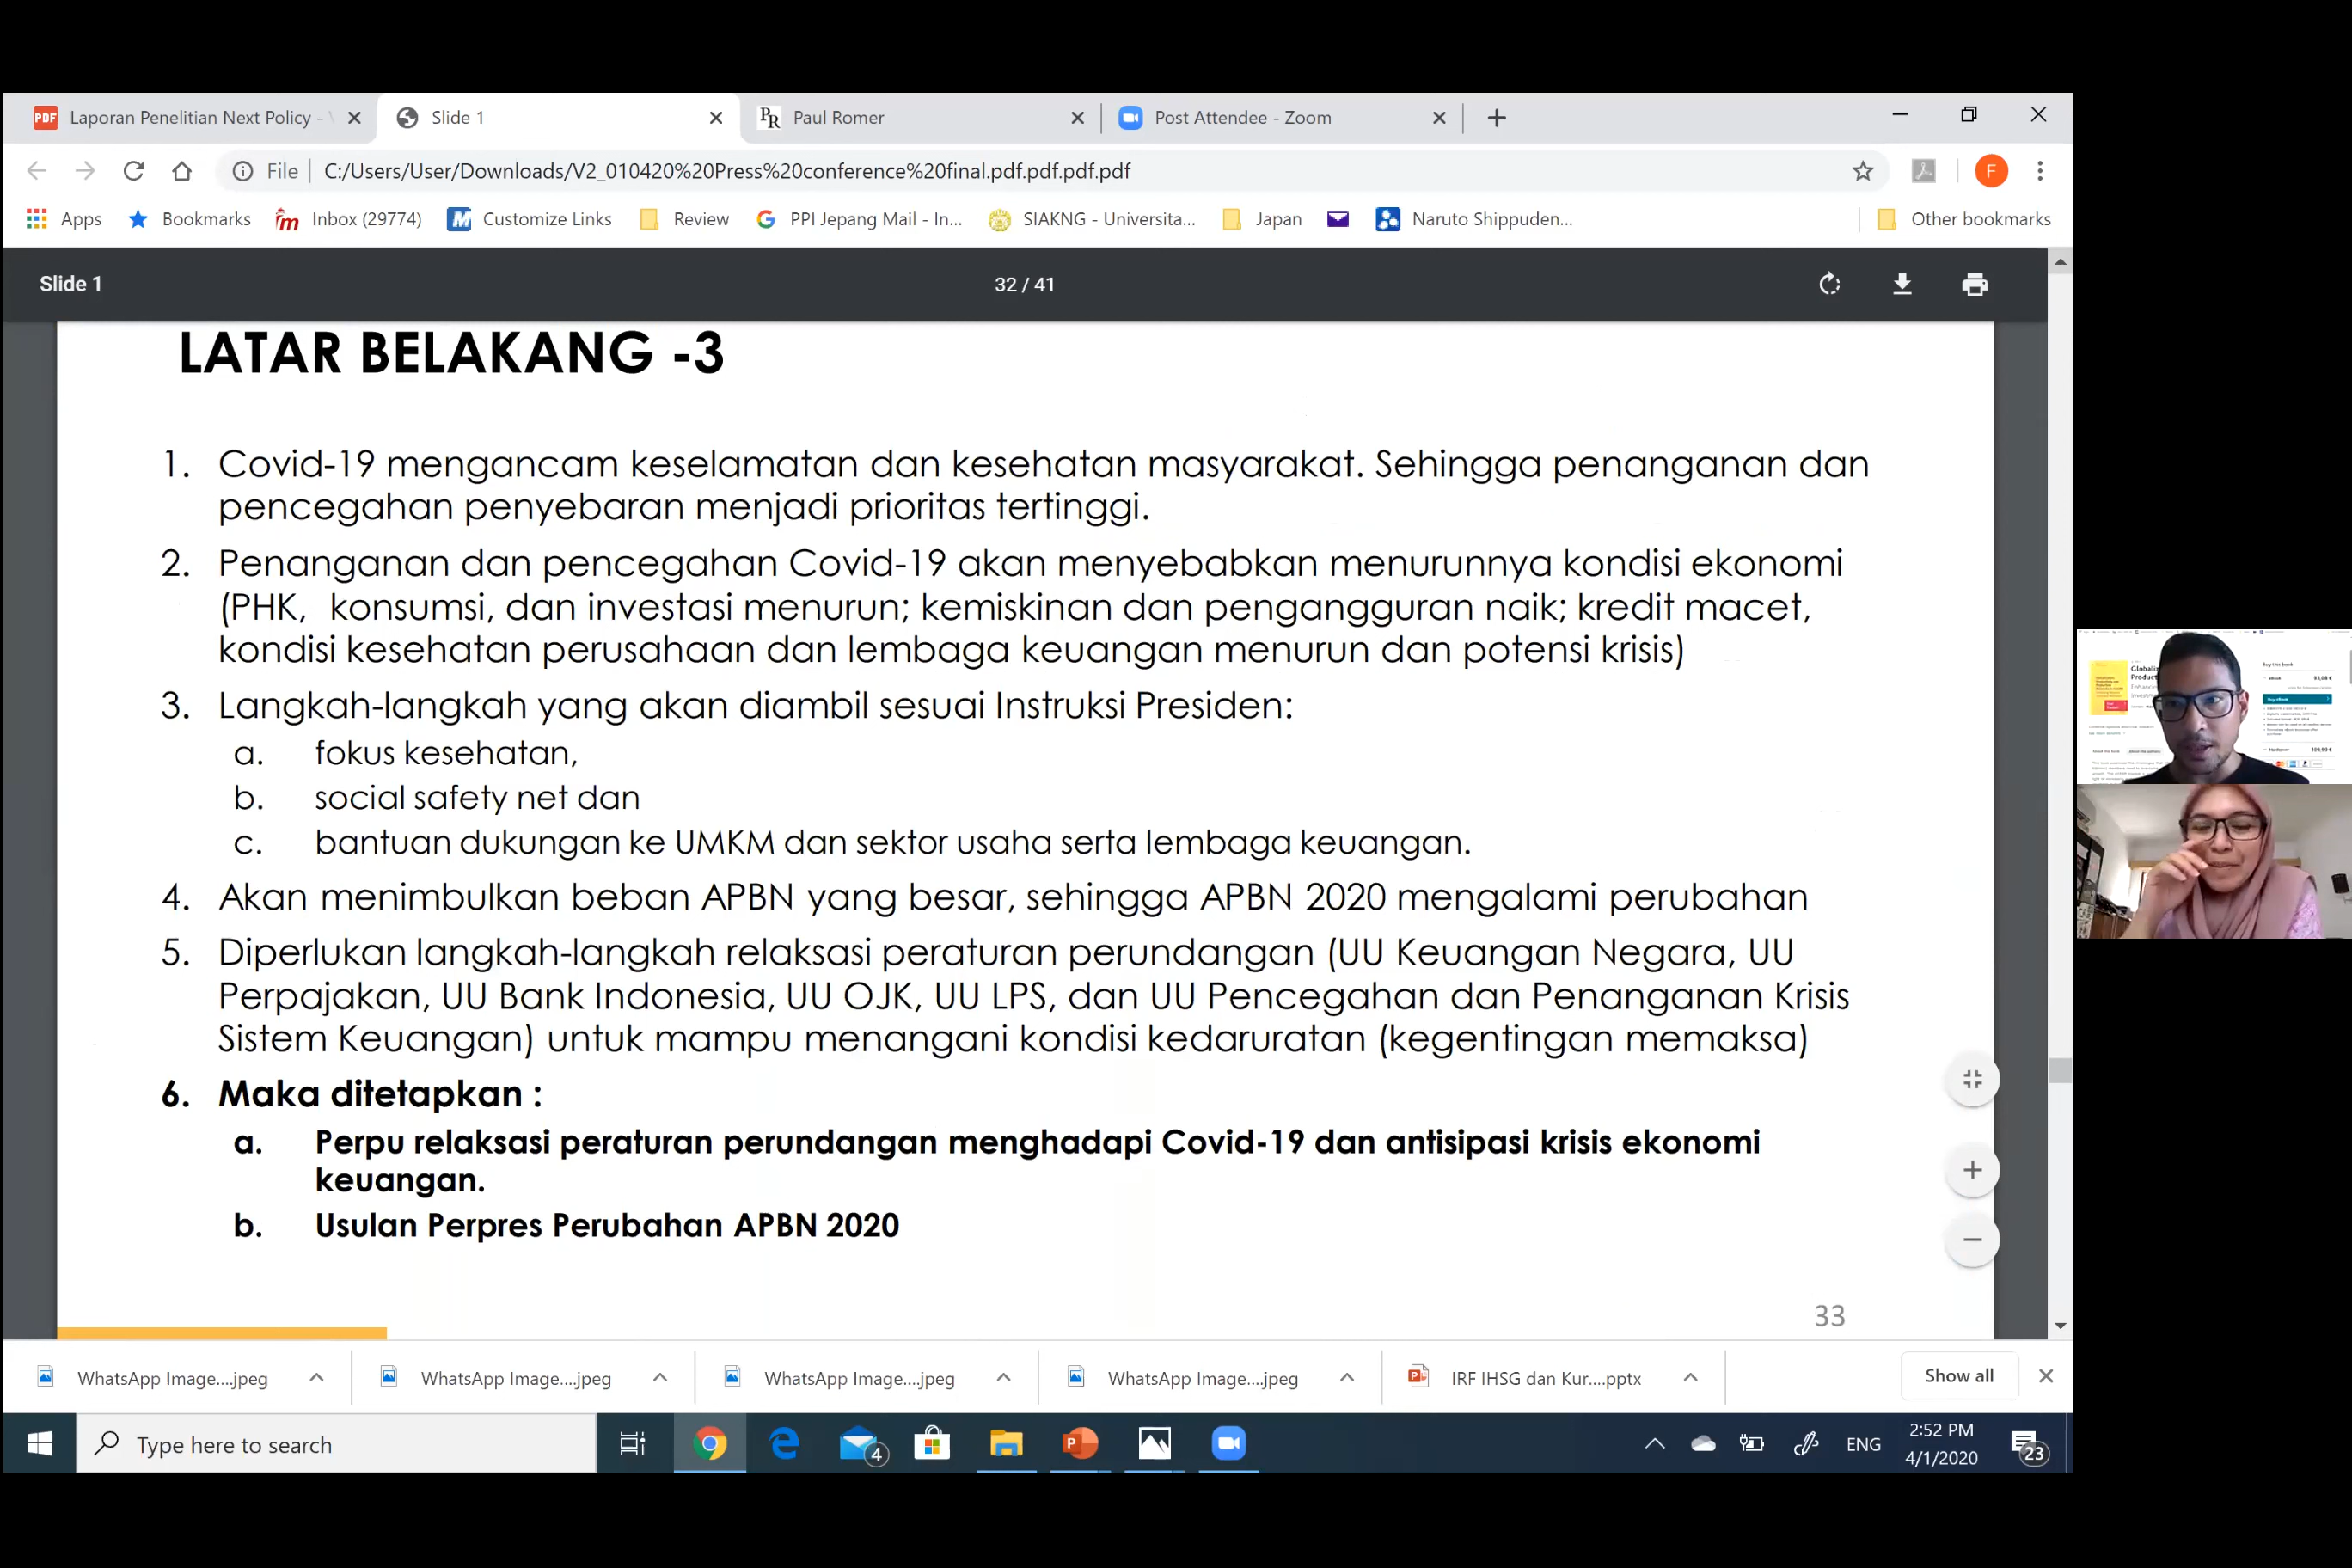 Laporan Penelitian Next Policy -
Slide 1
Paul Romer
Post Attendee - Zoom
File
C:/Users/User/Downloads/V2_010420%20Press%20conference%20final.pdf.pdf.pdf.pdf
F
Apps
Bookmarks
Inbox (29774)
Customize Links
Review
PPI Jepang Mail - In...
SIAKNG - Universita...
Japan
Naruto Shippuden...
Other bookmarks
Slide 1
32 / 41
LATAR BELAKANG -3
1. Covid-19 mengancam keselamatan dan kesehatan masyarakat. Sehingga penanganan dan
pencegahan penyebaran menjadi prioritas tertinggi.
2. Penanganan dan pencegahan Covid-19 akan menyebabkan menurunnya kondisi ekonomi
(PHK, konsumsi, dan investasi menurun; kemiskinan dan pengangguran naik; kredit macet,
kondisi kesehatan perusahaan dan lembaga keuangan menurun dan potensi krisis)
3. Langkah-langkah yang akan diambil sesuai Instruksi Presiden:
a. fokus kesehatan,
b. social safety net dan
c. bantuan dukungan ke UMKM dan sektor usaha serta lembaga keuangan.
4. Akan menimbulkan beban APBN yang besar, sehingga APBN 2020 mengalami perubahan
5. Diperlukan langkah-langkah relaksasi peraturan perundangan (UU Keuangan Negara, UU
Perpajakan, UU Bank Indonesia, UU OJK, UU LPS, dan UU Pencegahan dan Penanganan Krisis
Sistem Keuangan) untuk mampu menangani kondisi kedaruratan (kegentingan memaksa)
6. Maka ditetapkan :
a. Perpu relaksasi peraturan perundangan menghadapi Covid-19 dan antisipasi krisis ekonomi
keuangan.
b. Usulan Perpres Perubahan APBN 2020
33
WhatsApp Image....jpeg
WhatsApp Image....jpeg
WhatsApp Image....jpeg
WhatsApp Image....jpeg
IRF IHSG dan Kur....pptx
Show all
Type here to search
4
ENG
2:52 PM
4/1/2020
23